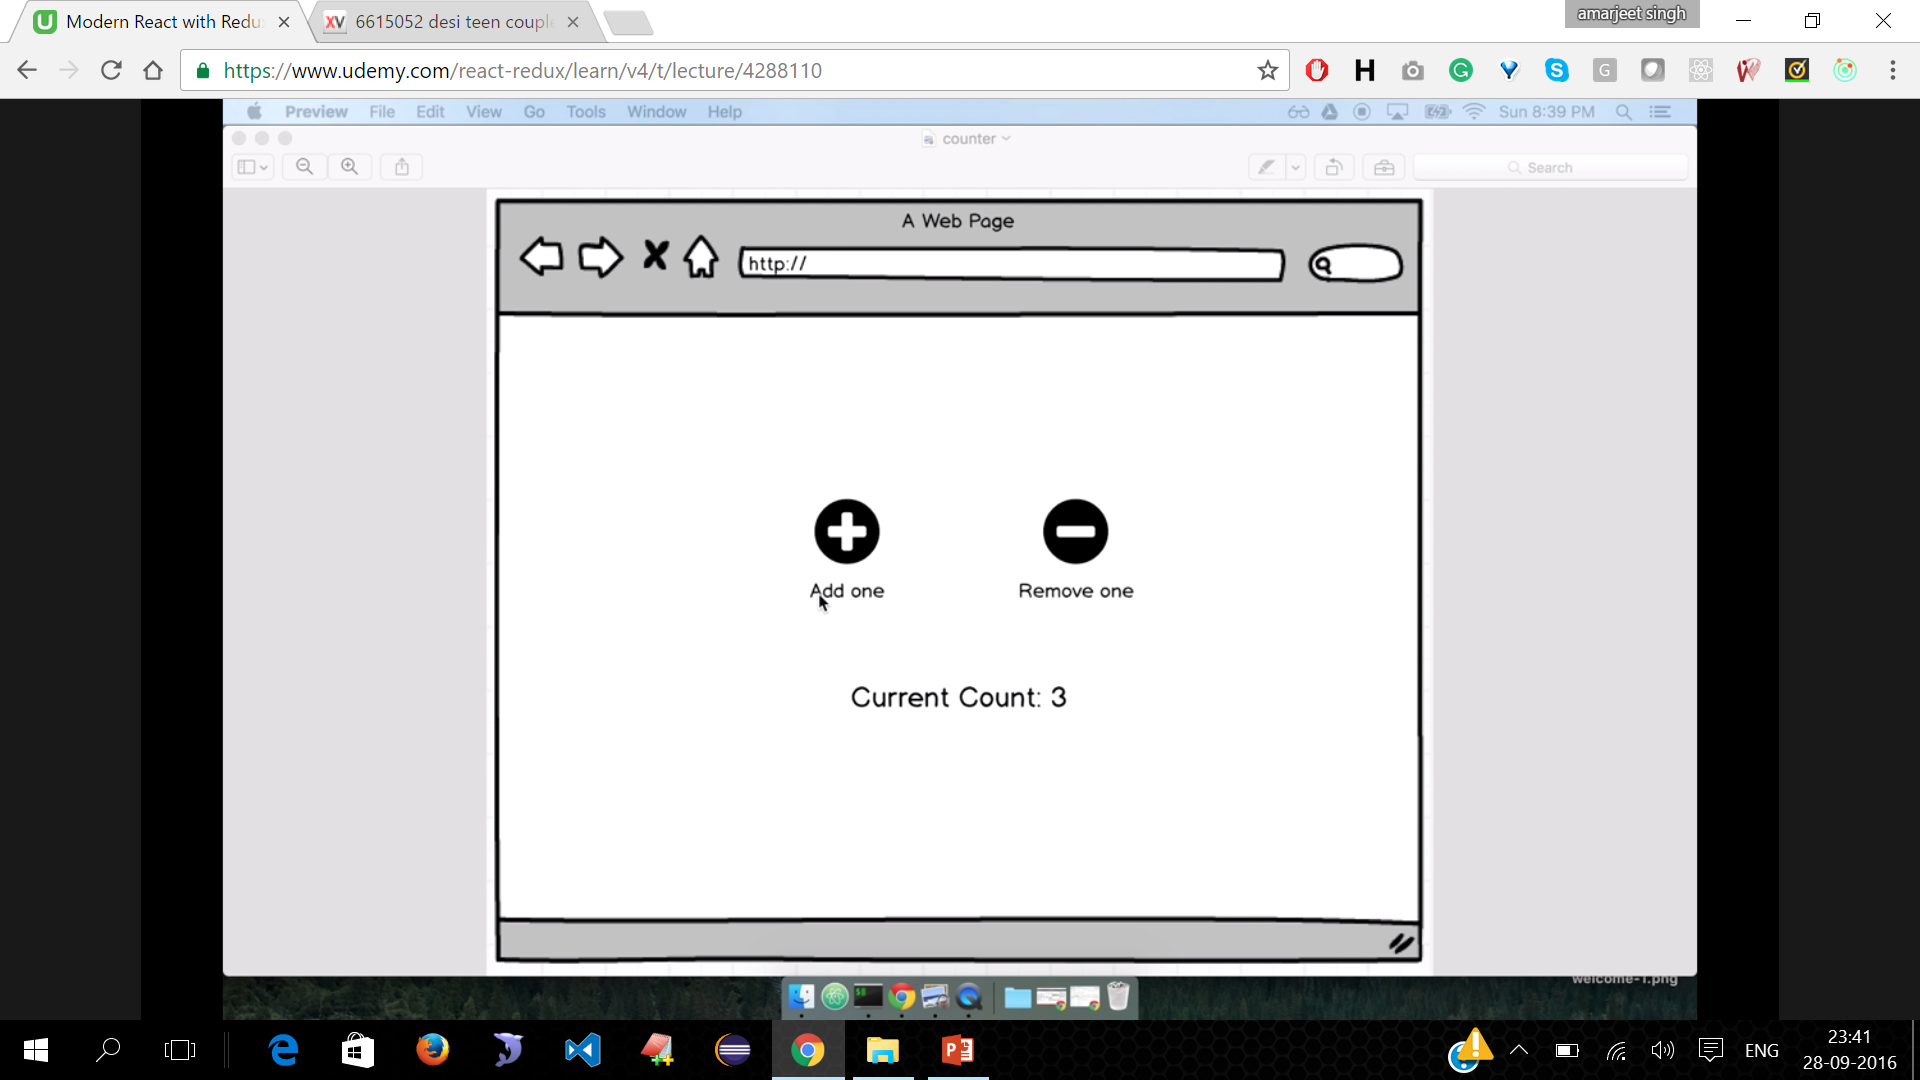 amarjeet singh
Modern React with Redu
XV 6615052 desi teen couple
https://www.udemy.com/react-redux/learn/v4/t/lecture/4288110
Preview File Edit View Go Tools Window Help Sun 8:39 PM
counter
Search
A Web Page
http://
Add one Remove one
Current Count: 3
welcome-1.png
ENG
23:41
28-09-2016